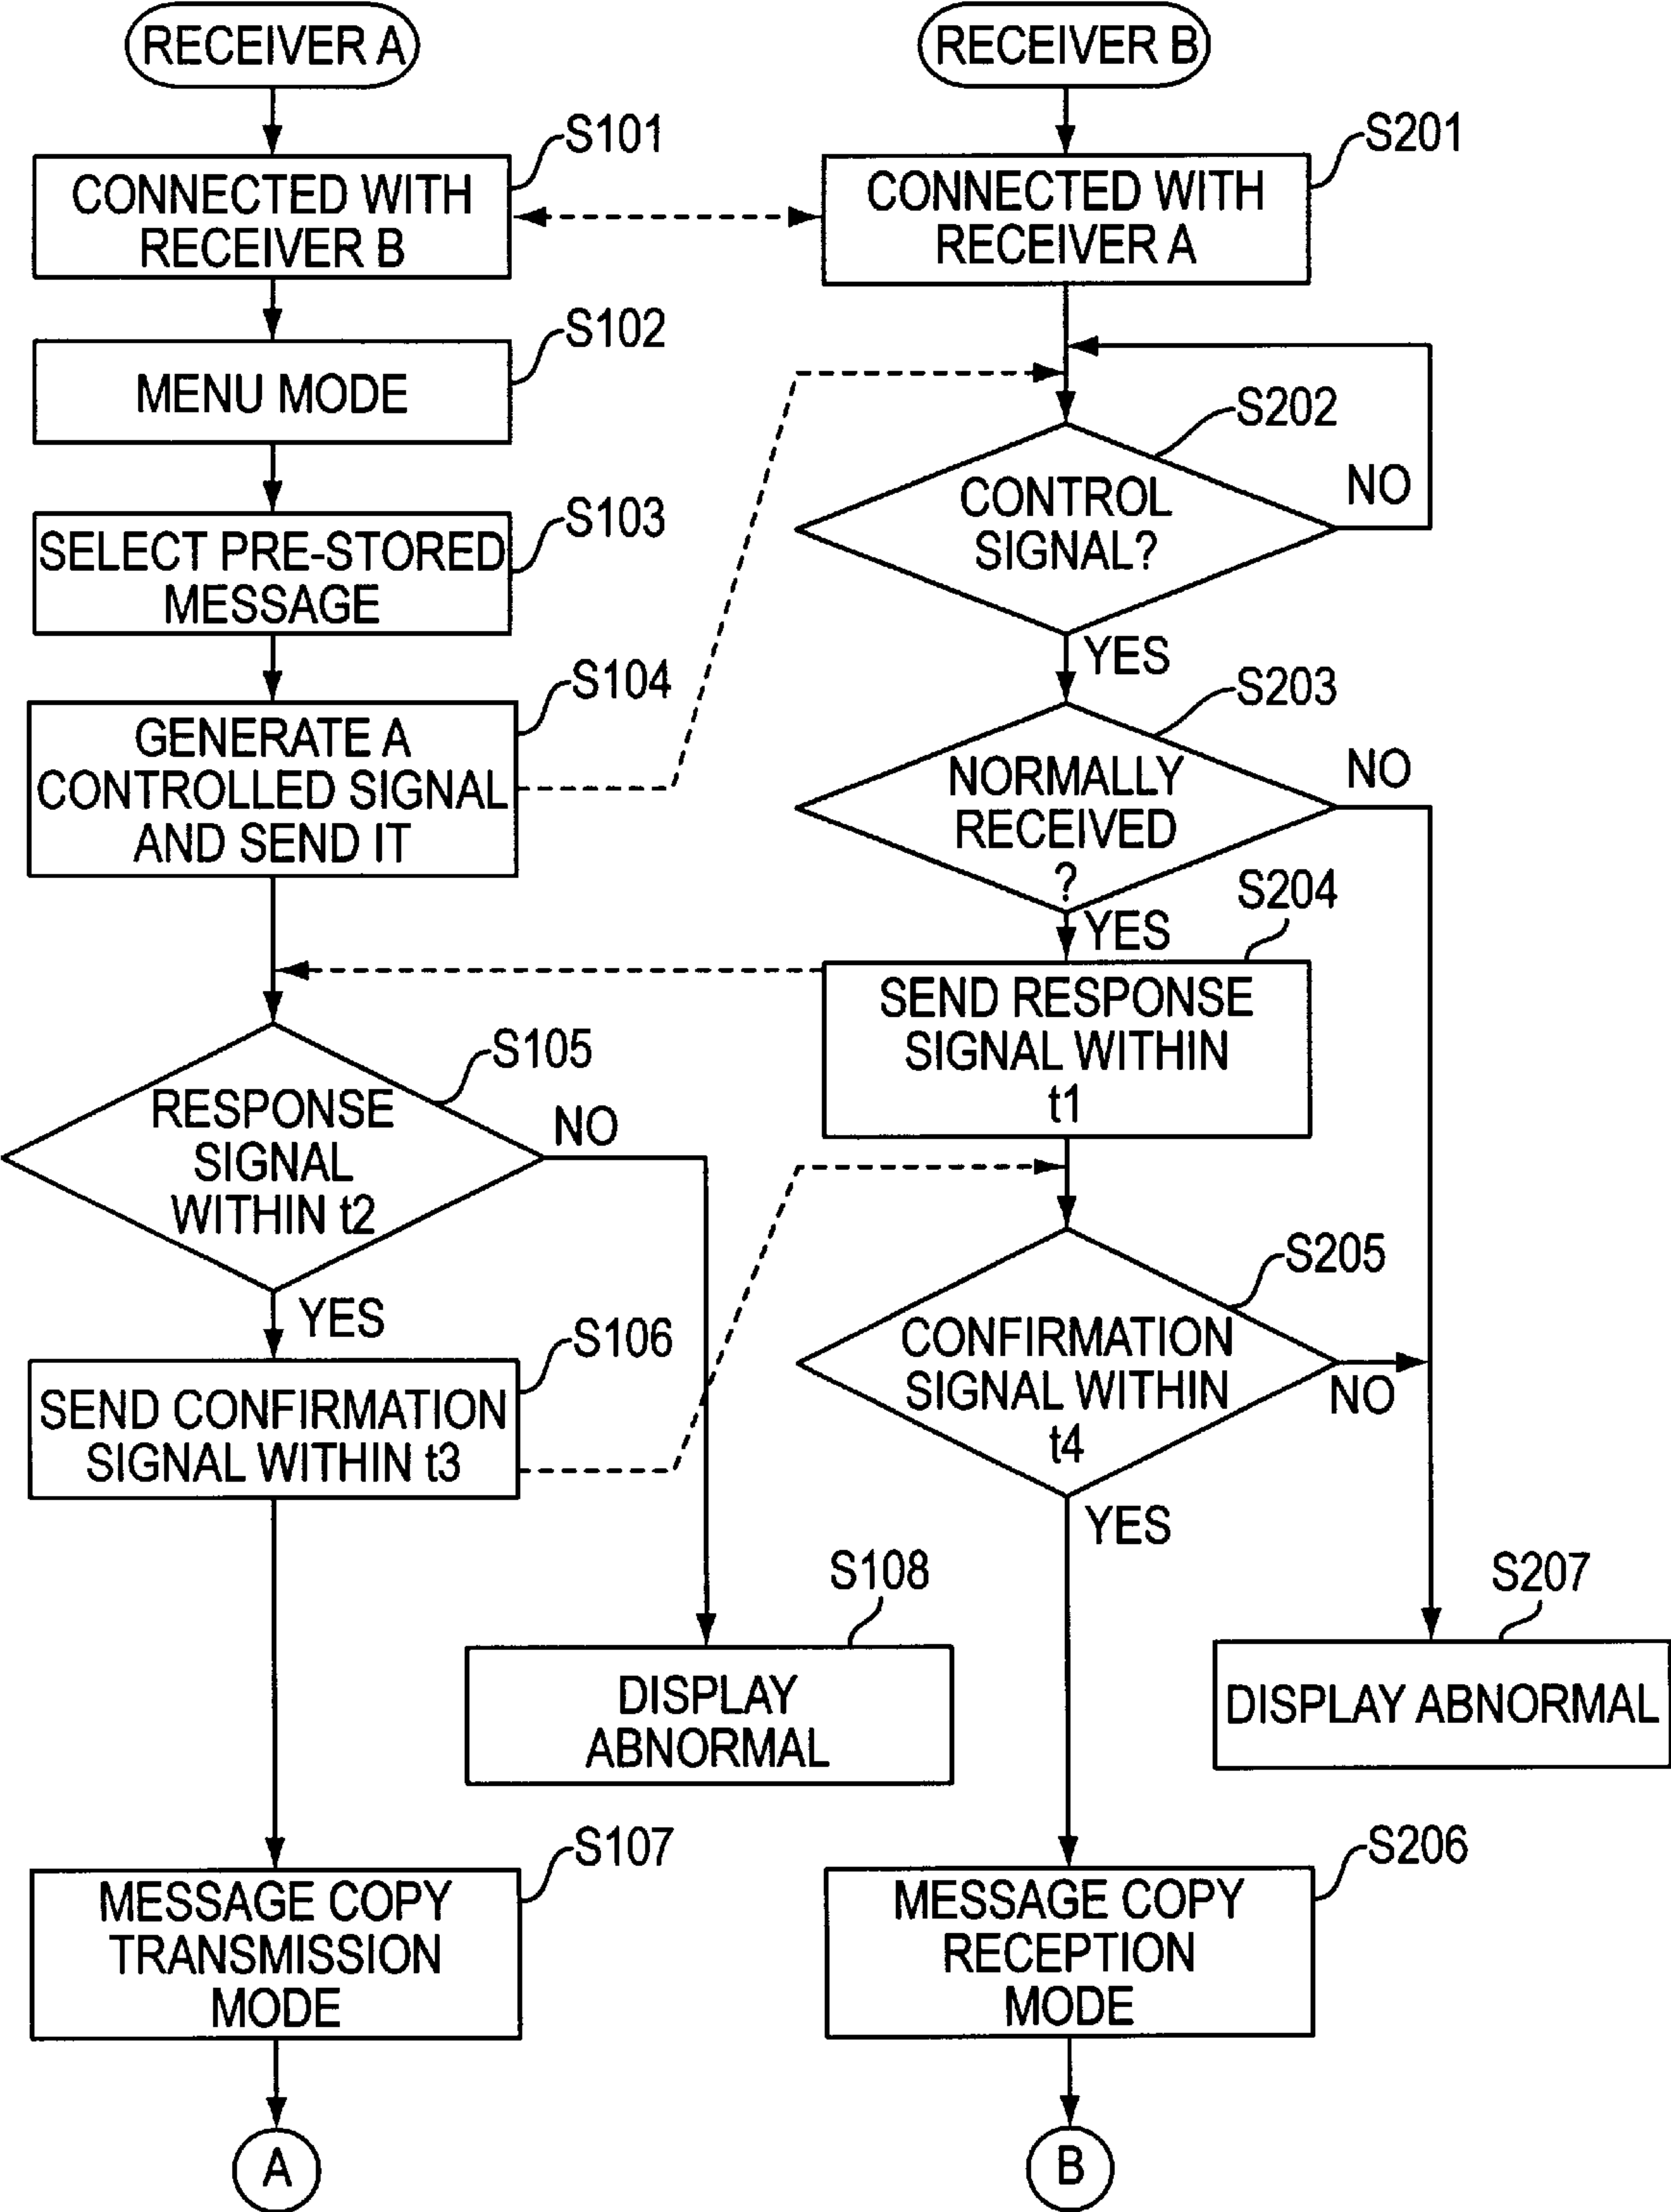 RECEIVER A
S101
CONNECTED WITH
RECEIVER B
S102
MENU MODE
S103
SELECT PRE-STORED
MESSAGE
S104
GENERATE A
CONTROLLED SIGNAL
AND SEND IT
S105
RESPONSE
SIGNAL
WITHIN t2
NO
YES
S106
SEND CONFIRMATION
SIGNAL WITHIN t3
S108
DISPLAY
ABNORMAL
S107
MESSAGE COPY
TRANSMISSION
MODE
A
RECEIVER B
S201
CONNECTED WITH
RECEIVER A
S202
CONTROL
SIGNAL?
NO
YES
S203
NORMALLY
RECEIVED
?
NO
YES
S204
SEND RESPONSE
SIGNAL WITHIN
t1
S205
CONFIRMATION
SIGNAL WITHIN
t4
NO
YES
S207
DISPLAY ABNORMAL
S206
MESSAGE COPY
RECEPTION
MODE
B